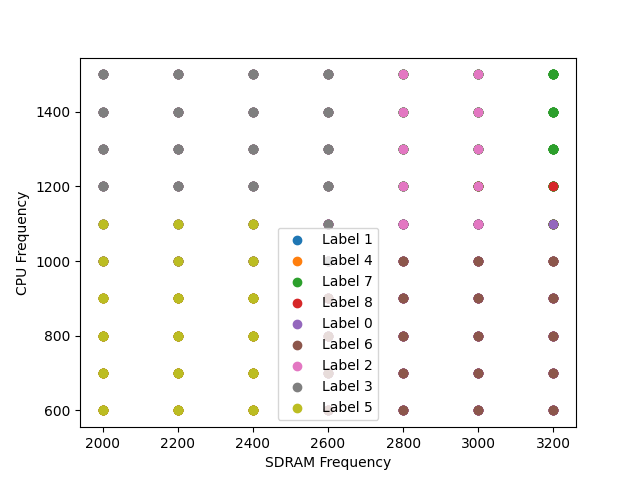 1400
1200
1000
800
600
CPU Frequency
Label 1
Label 4
Label 7
Label 8
Label 0
Label 6
Label 2
Label 3
Label 5
2000 2200 2400 2600 2800 3000 3200
SDRAM Frequency